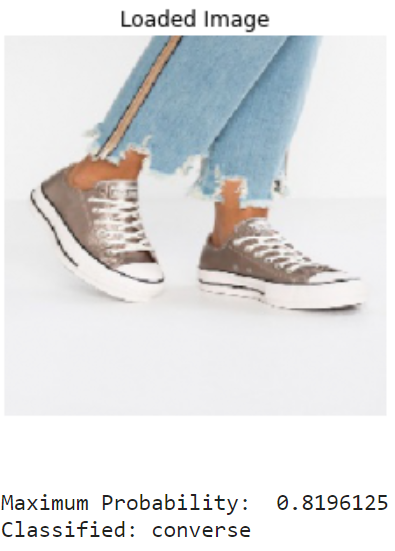 Loaded Image
Maximum Probability:  0.8196125
Classified: converse